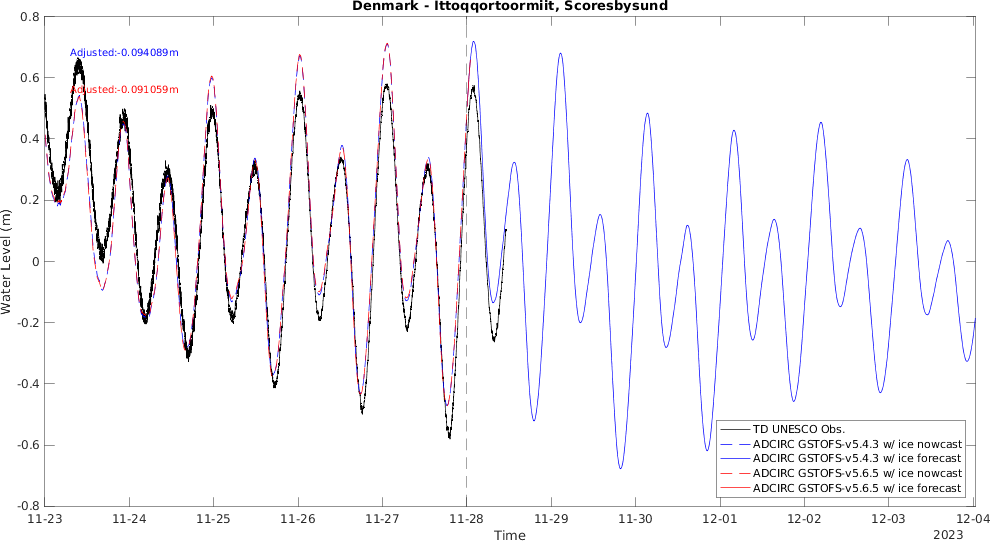 Denmark - Ittoqqortoormiit, Scoresbysund
0.8
0.6
0.4
0.2
0
-0.2
-0.4
-0.6
-0.8
Water Level (m)
Adjusted:-0.094089m
Adjusted:-0.091059m
TD UNESCO Obs.
ADCIRC GSTOFS-v5.4.3 w/ ice nowcast
ADCIRC GSTOFS-v5.4.3 w/ ice forecast
ADCIRC GSTOFS-v5.6.5 w/ ice nowcast
ADCIRC GSTOFS-v5.6.5 w/ ice forecast
11-23 11-24 11-25 11-26 11-27 11-28 11-29 11-30 12-01 12-02 12-03 12-04
Time
2023